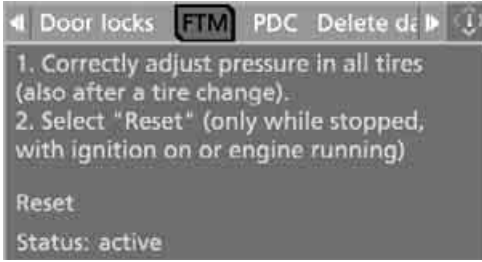 Door locks FTM PDC Delete da
1. Correctly adjust pressure in all tires
(also after a tire change).
2. Select "Reset" (only while stopped,
with ignition on or engine running)
Reset
Status: active